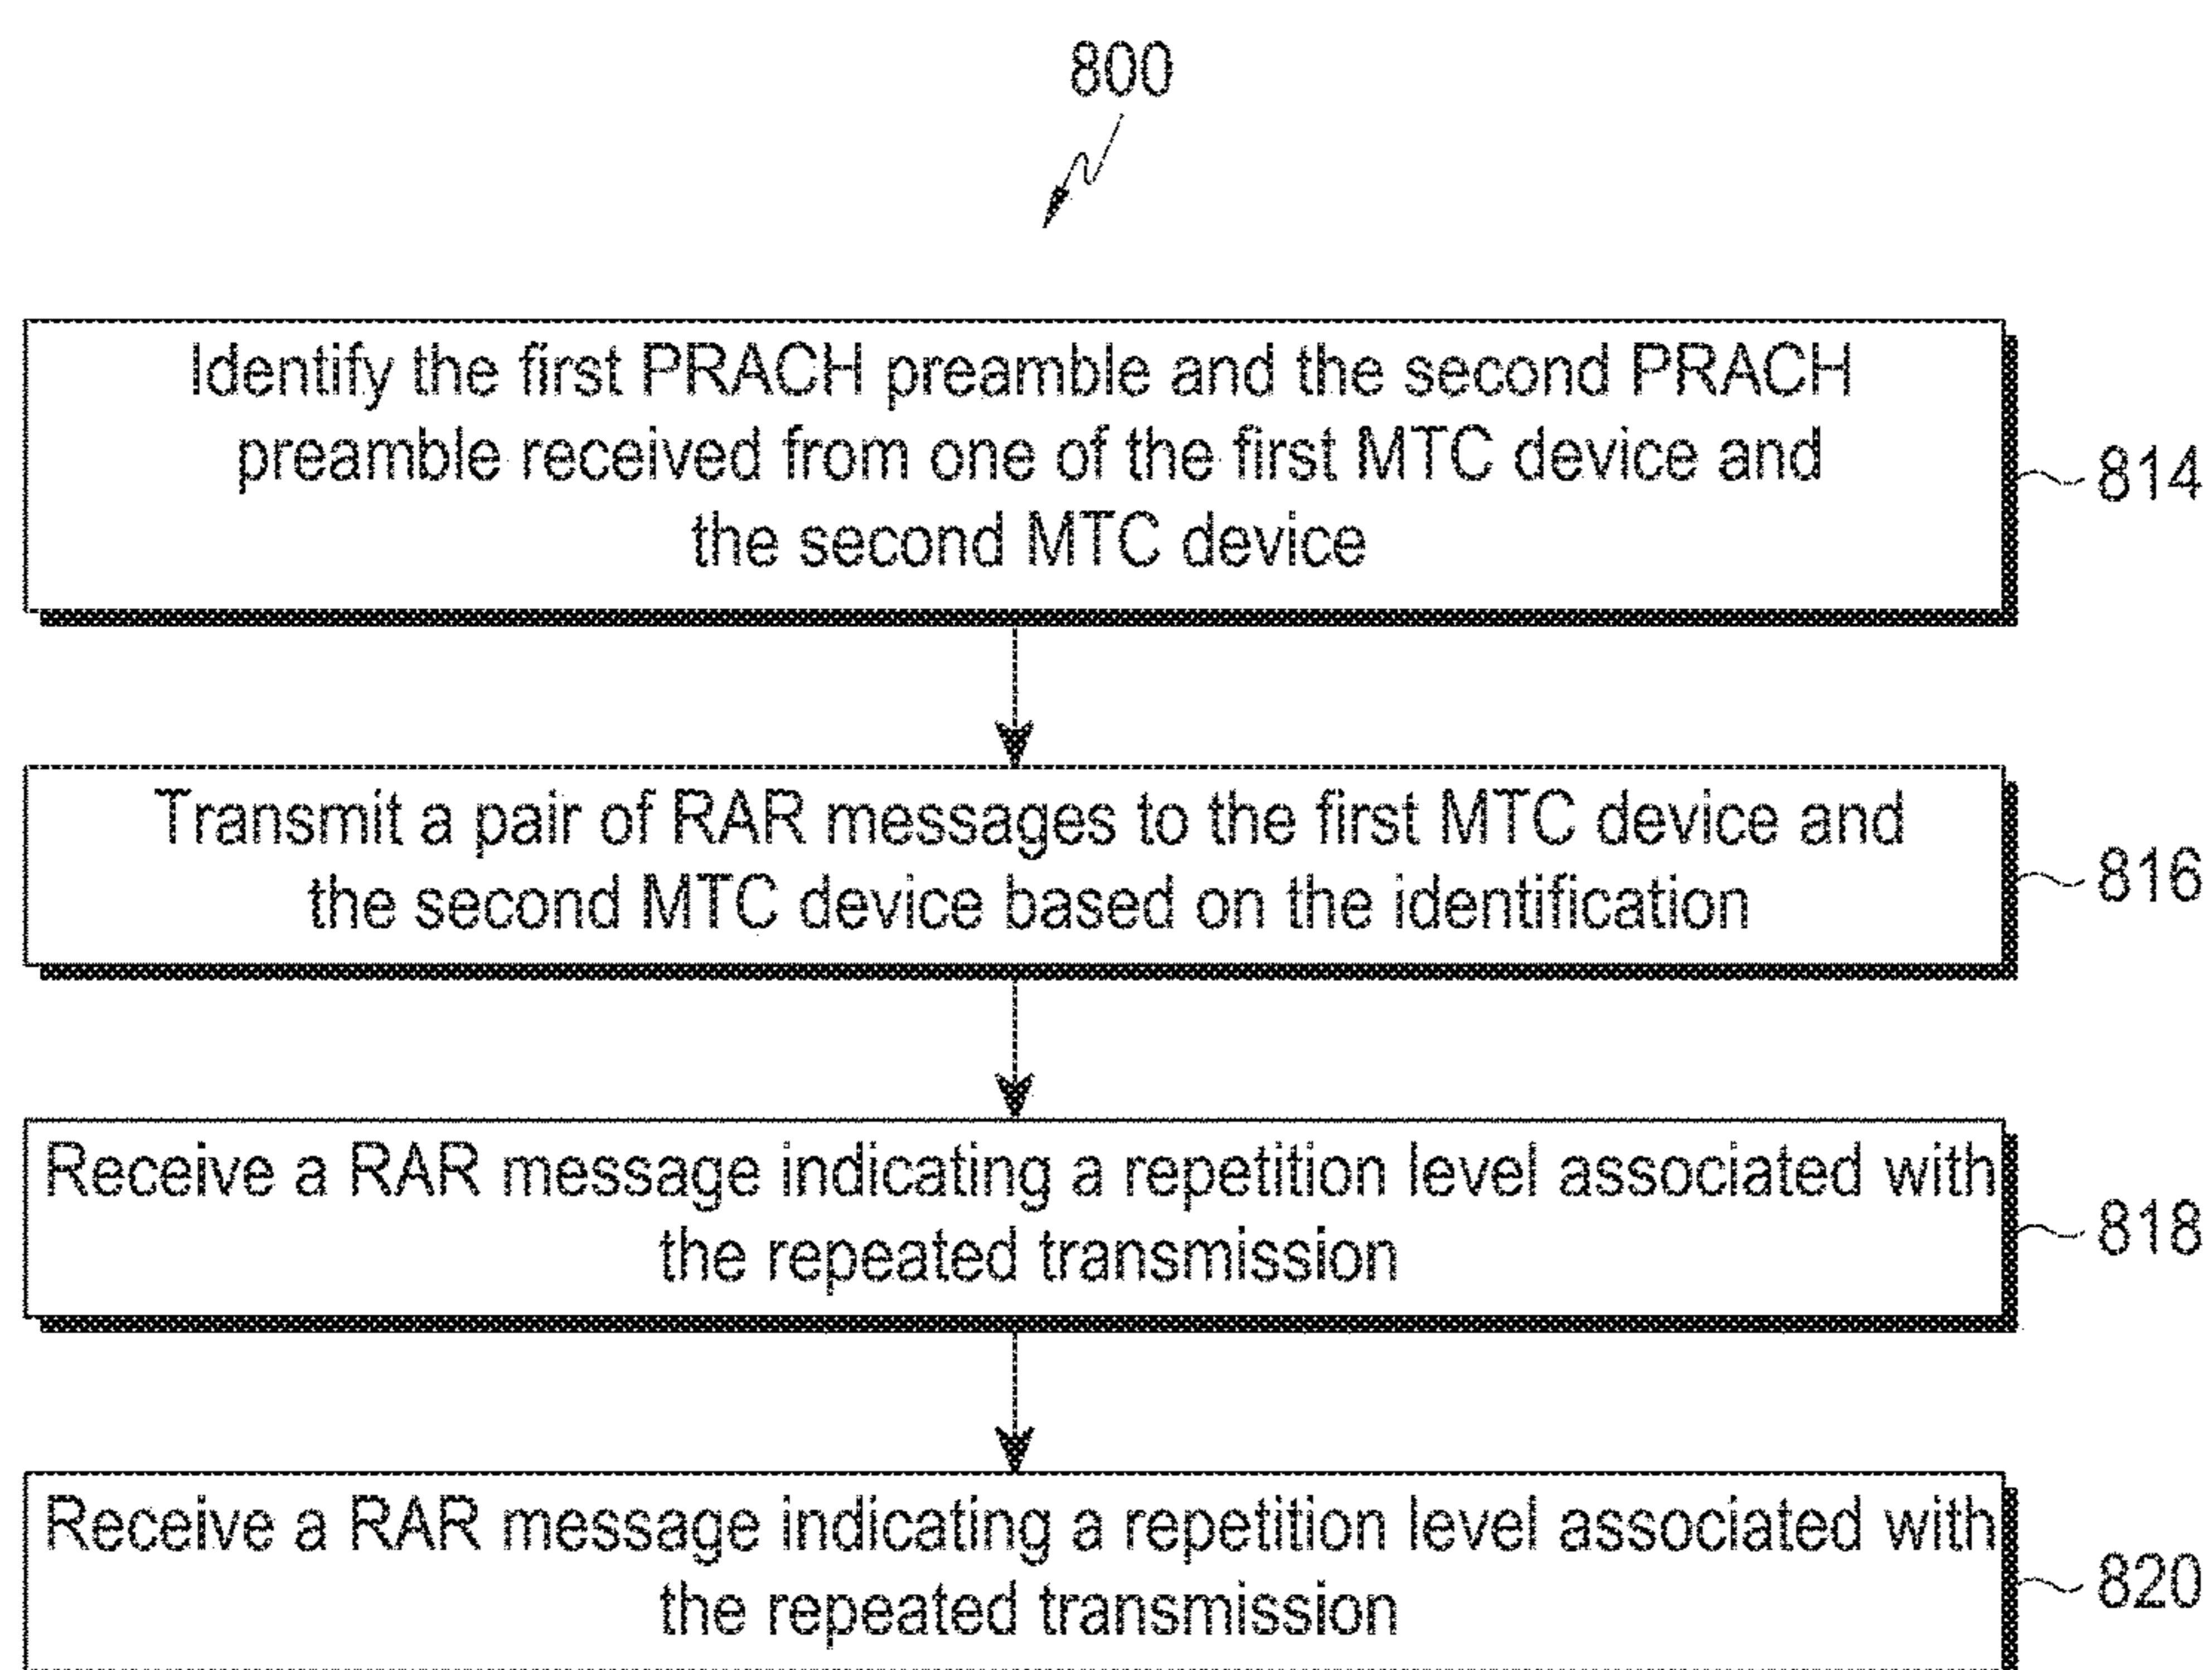 800
Identify the first PRACH preamble and the second PRACH
preamble received from one of the first MTC device and
the second MTC device
814
Transmit a pair of RAR messages to the first MTC device and
the second MTC device based on the identification
816
Receive a RAR message indicating a repetition level associated with
the repeated transmission
818
Receive a RAR message indicating a repetition level associated with
the repeated transmission
820